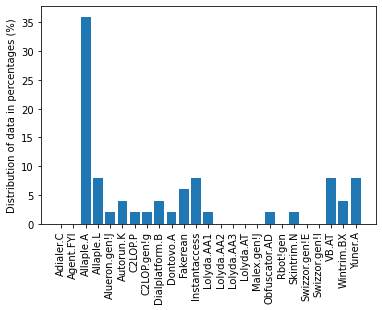 Distribution of data in percentages (%)
35
30
25
20
15
10
5
0
Adialer.C
Agent.FYI
Allaple.A
Allaple.L
Alueron.gen!J
Autorun.K
C2LOP.P
C2LOP.gen!g
Dialplatform.B
Dontovo.A
Fakerean
Instantaccess
Lolyda.AA1
Lolyda.AA2
Lolyda.AA3
Lolyda.AT
Malex.gen!J
Obfuscator.AD
Rbot!gen
Skintrim.N
Swizzor.gen!E
Swizzor.gen!I
VB.AT
Wintrim.BX
Yuner.A